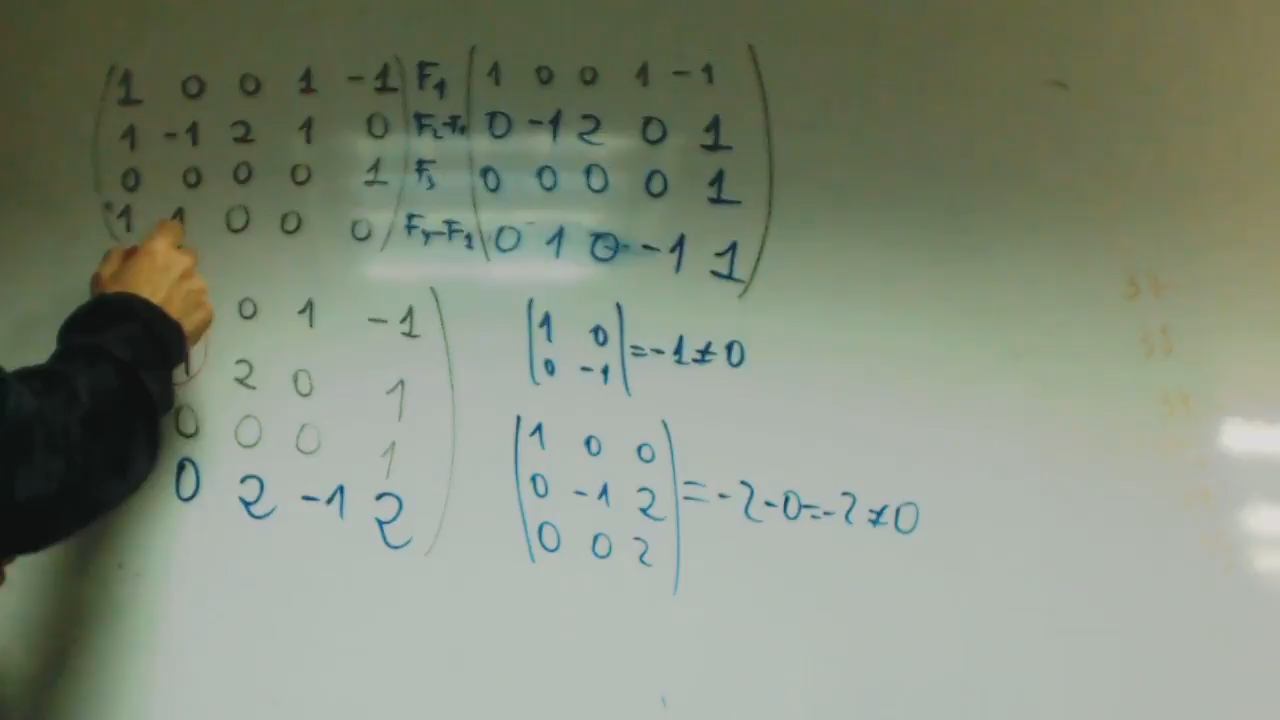 1 0 0 1 -1 F1 1 0 0 1 -1
1 -1 2 1 0 F2-F1 0 -1 2 0 1
0 0 0 0 1 F3 0 0 0 0 1
1 1 0 0 0 F4-F1 0 1 0 -1 1
0 1 -1
2 0 1
0 0 0 1
0 2 -1 2
1 0
0 -1 = -1 ≠ 0
1 0 0
0 -1 2 = -2 -0 = -2 ≠ 0
0 0 2